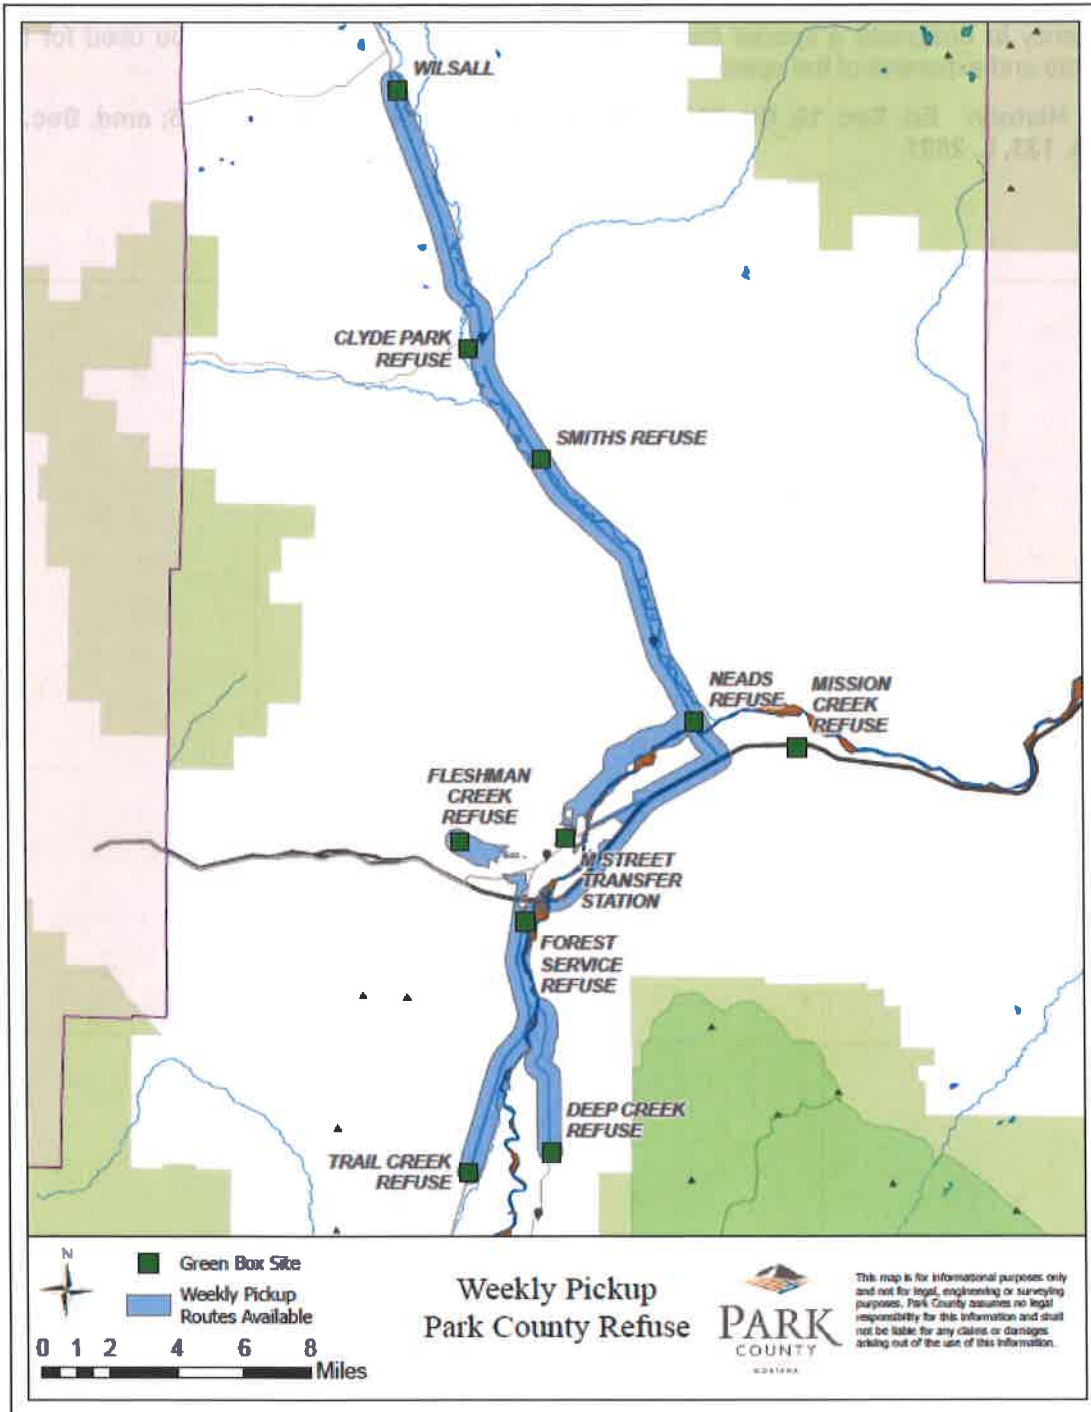 WILSALL
CLYDE PARK
REFUSE
SMITHS REFUSE
NEADS
REFUSE
MISSION
CREEK
REFUSE
FLESHMAN
CREEK
REFUSE
M STREET
TRANSFER
STATION
FOREST
SERVICE
REFUSE
DEEP CREEK
REFUSE
TRAIL CREEK
REFUSE
N
Green Box Site
Weekly Pickup
Routes Available
0 1 2 4 6 8
Miles
Weekly Pickup
Park County Refuse
PARK
COUNTY
MONTANA
This map is for informational purposes only
and not for legal, engineering or surveying
purposes. Park County assumes no legal
responsibility for this information and shall
not be liable for any claims or damages
arising out of the use of this information.